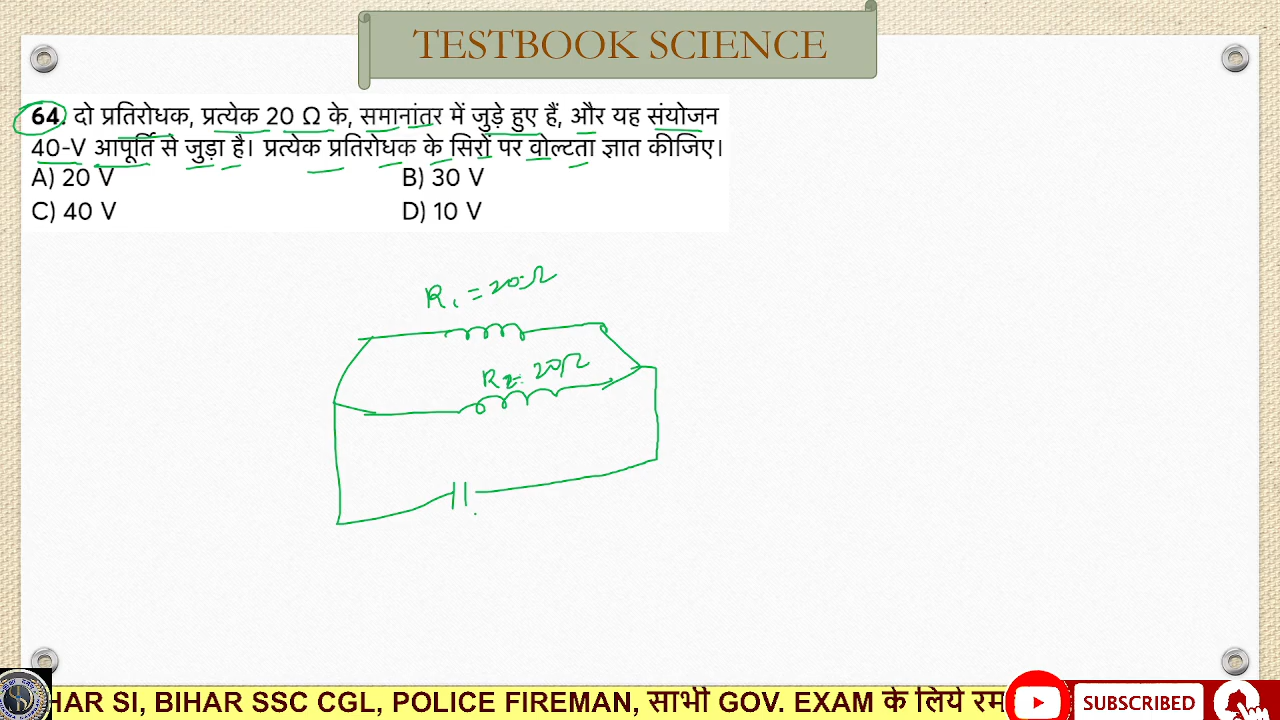 TESTBOOK SCIENCE
64. दो प्रतिरोधक, प्रत्येक 20 Ω के, समानांतर में जुड़े हुए हैं, और यह संयोजन
40-V आपूर्ति से जुड़ा है। प्रत्येक प्रतिरोधक के सिरों पर वोल्टता ज्ञात कीजिए।
A) 20 V B) 30 V
C) 40 V D) 10 V
R₁ = 20Ω
R₂ = 20Ω
HAR SI, BIHAR SSC CGL, POLICE FIREMAN, साभी GOV. EXAM के लिये रम
SUBSCRIBED